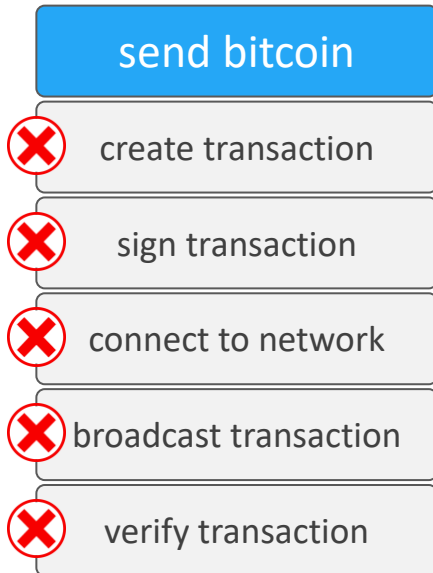 send bitcoin
create transaction
sign transaction
connect to network
broadcast transaction
verify transaction